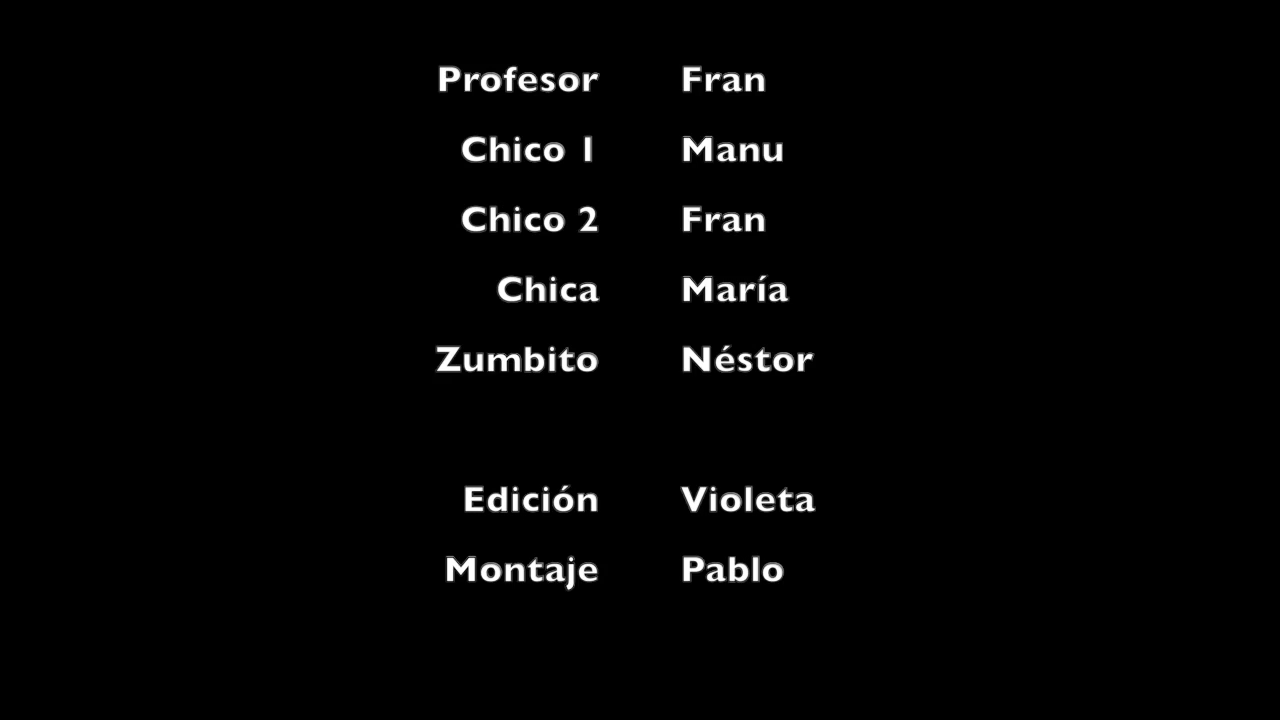 Profesor Fran
Chico 1 Manu
Chico 2 Fran
Chica María
Zumbito Néstor
Edición Violeta
Montaje Pablo